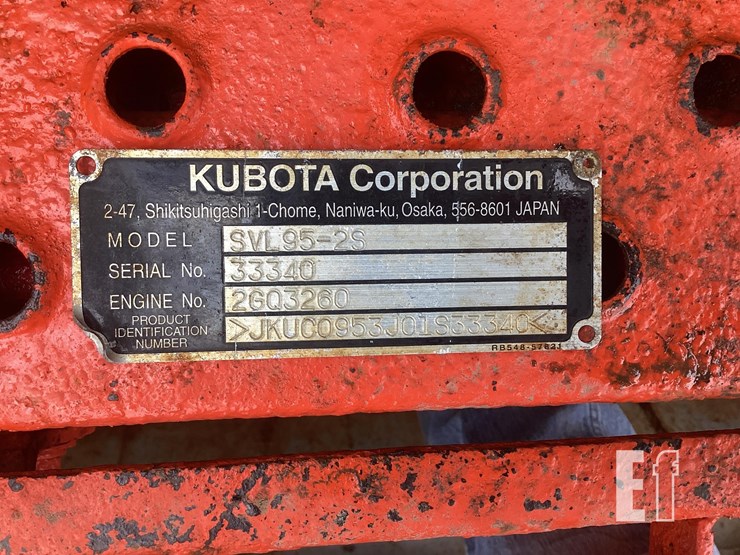 KUBOTA Corporation
2-47, Shikitsuhigashi 1-Chome, Naniwa-ku, Osaka, 556-8601 JAPAN
MODEL SVL95-2S
SERIAL No. 33340
ENGINE No. 2GQ3260
PRODUCT IDENTIFICATION NUMBER >JKUC0953J01S33340<
Ef